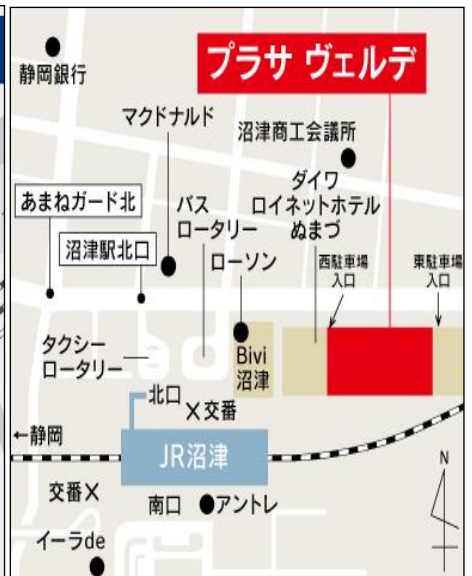 静岡銀行
プラサ ヴェルデ
マクドナルド
沼津商工会議所
あまねガード北
沼津駅北口
バス
ロータリー
ダイワ
ロイネットホテル
ぬまづ
ローソン
西駐車場
入口
東駐車場
入口
タクシー
ロータリー
Bivi
沼津
北口
交番
←静岡
JR沼津
N
交番
南口
アントレ
イーラde